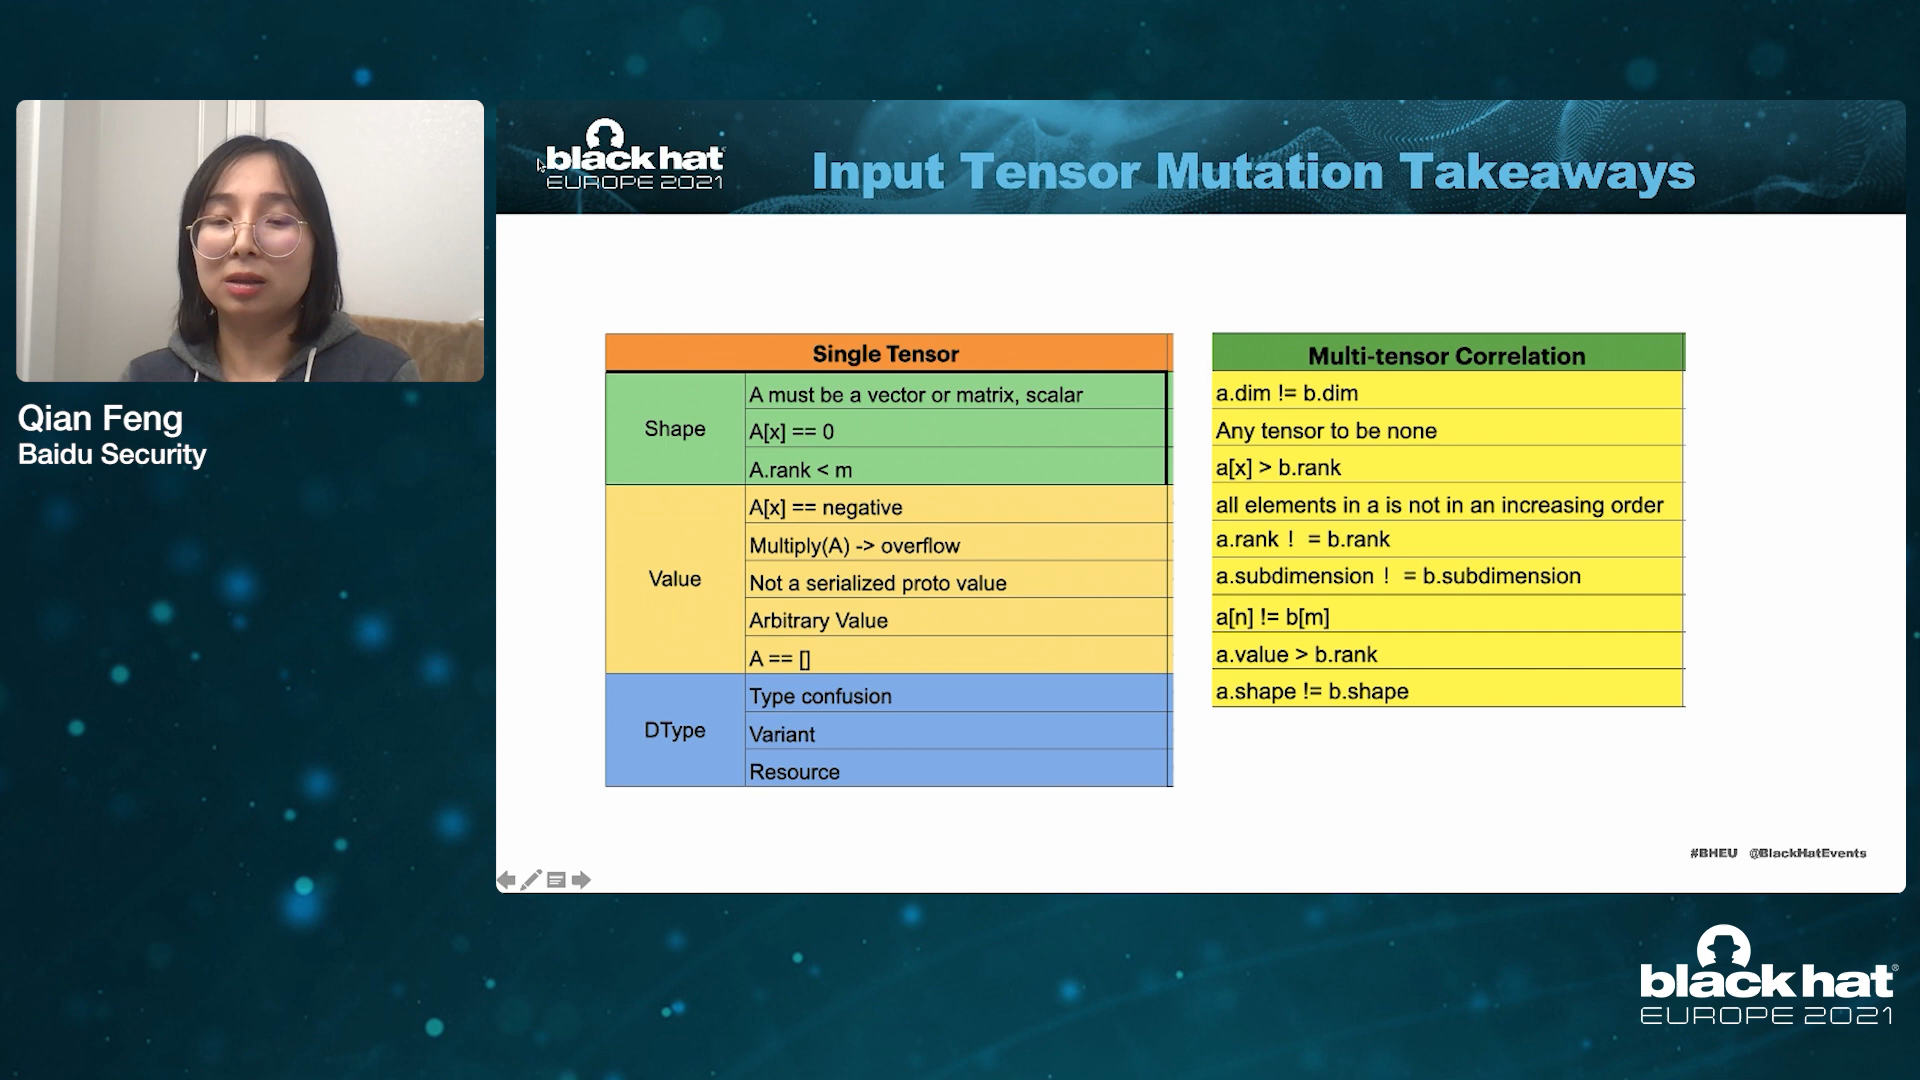 black hat
EUROPE 2021
Input Tensor Mutation Takeaways
Qian Feng
Baidu Security
Single Tensor
Shape
A must be a vector or matrix, scalar
A[x] == 0
A.rank < m
Value
A[x] == negative
Multiply(A) -> overflow
Not a serialized proto value
Arbitrary Value
A == []
DType
Type confusion
Variant
Resource
Multi-tensor Correlation
a.dim != b.dim
Any tensor to be none
a[x] > b.rank
all elements in a is not in an increasing order
a.rank ! = b.rank
a.subdimension ! = b.subdimension
a[n] != b[m]
a.value > b.rank
a.shape != b.shape
#BHEU @BlackHatEvents
black hat®
EUROPE 2021